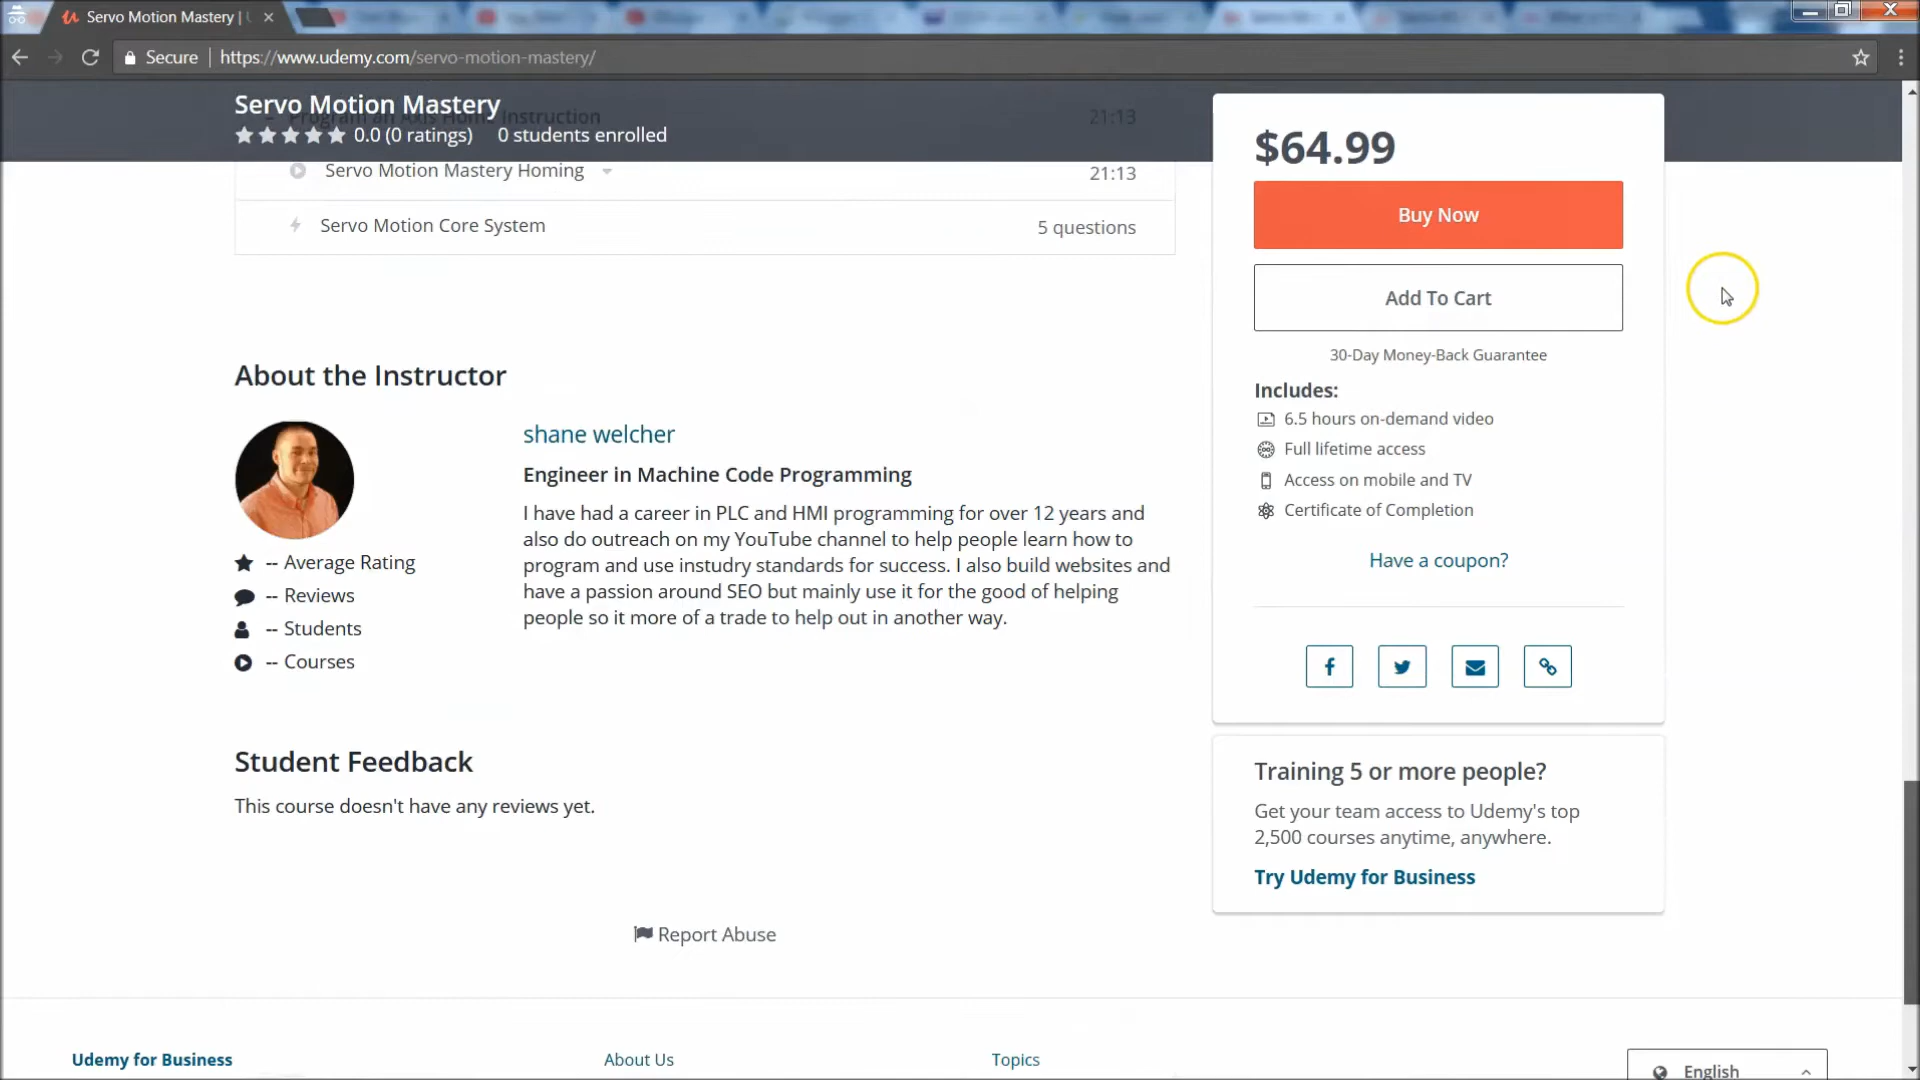 Servo Motion Mastery |
Secure
https://www.udemy.com/servo-motion-mastery/
Servo Motion Mastery
Program an Axis Home Instruction
21:13
0.0 (0 ratings) 0 students enrolled
Servo Motion Mastery Homing
21:13
Servo Motion Core System
5 questions
$64.99
Buy Now
Add To Cart
30-Day Money-Back Guarantee
Includes:
6.5 hours on-demand video
Full lifetime access
Access on mobile and TV
Certificate of Completion
Have a coupon?
About the Instructor
shane welcher
Engineer in Machine Code Programming
I have had a career in PLC and HMI programming for over 12 years and
also do outreach on my YouTube channel to help people learn how to
program and use instudry standards for success. I also build websites and
have a passion around SEO but mainly use it for the good of helping
people so it more of a trade to help out in another way.
-- Average Rating
-- Reviews
-- Students
-- Courses
Student Feedback
This course doesn't have any reviews yet.
Training 5 or more people?
Get your team access to Udemy's top
2,500 courses anytime, anywhere.
Try Udemy for Business
Report Abuse
Udemy for Business
About Us
Topics
English